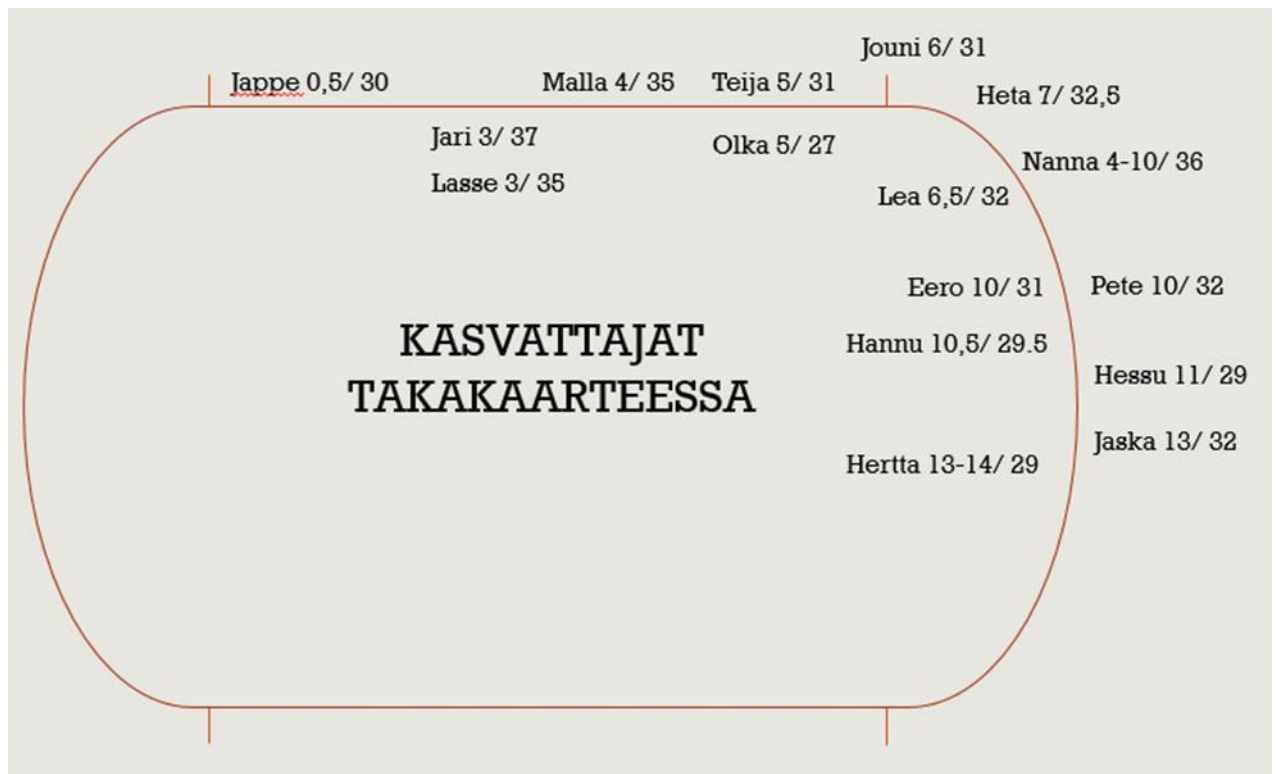 Jouni 6/ 31
Jappe 0,5/ 30
Malla 4/ 35
Teija 5/ 31
Heta 7/ 32,5
Jari 3/ 37
Olka 5/ 27
Nanna 4-10/ 36
Lasse 3/ 35
Lea 6,5/ 32
Eero 10/ 31
Pete 10/ 32
KASVATTAJAT
TAKAKAARTEESSA
Hannu 10,5/ 29.5
Hessu 11/ 29
Jaska 13/ 32
Hertta 13-14/ 29